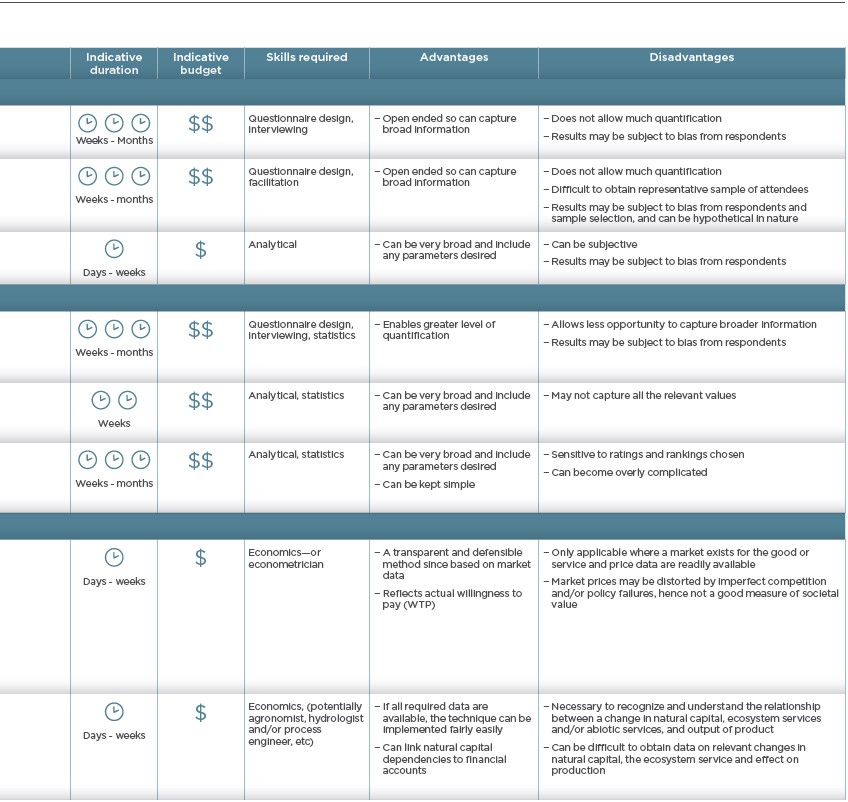 Indicative duration
Indicative budget
Skills required
Advantages
Disadvantages
Weeks - Months
$$
Questionnaire design,
interviewing
– Open ended so can capture
broad information
– Does not allow much quantification
– Results may be subject to bias from respondents
Weeks - months
$$
Questionnaire design,
facilitation
– Open ended so can capture
broad information
– Does not allow much quantification
– Difficult to obtain representative sample of attendees
– Results may be subject to bias from respondents and
sample selection, and can be hypothetical in nature
Days - weeks
$
Analytical
– Can be very broad and include
any parameters desired
– Can be subjective
– Results may be subject to bias from respondents
Weeks - months
$$
Questionnaire design,
interviewing, statistics
– Enables greater level of
quantification
– Allows less opportunity to capture broader information
– Results may be subject to bias from respondents
Weeks
$$
Analytical, statistics
– Can be very broad and include
any parameters desired
– May not capture all the relevant values
Weeks - months
$$
Analytical, statistics
– Can be very broad and include
any parameters desired
– Can be kept simple
– Sensitive to ratings and rankings chosen
– Can become overly complicated
Days - weeks
$
Economics—or
econometrician
– A transparent and defensible
method since based on market
data
– Reflects actual willingness to
pay (WTP)
– Only applicable where a market exists for the good or
service and price data are readily available
– Market prices may be distorted by imperfect competition
and/or policy failures, hence not a good measure of societal
value
Days - weeks
$
Economics, (potentially
agronomist, hydrologist
and/or process
engineer, etc)
– If all required data are
available, the technique can be
implemented fairly easily
– Can link natural capital
dependencies to financial
accounts
– Necessary to recognize and understand the relationship
between a change in natural capital, ecosystem services
and/or abiotic services, and output of product
– Can be difficult to obtain data on relevant changes in
natural capital, the ecosystem service and effect on
production